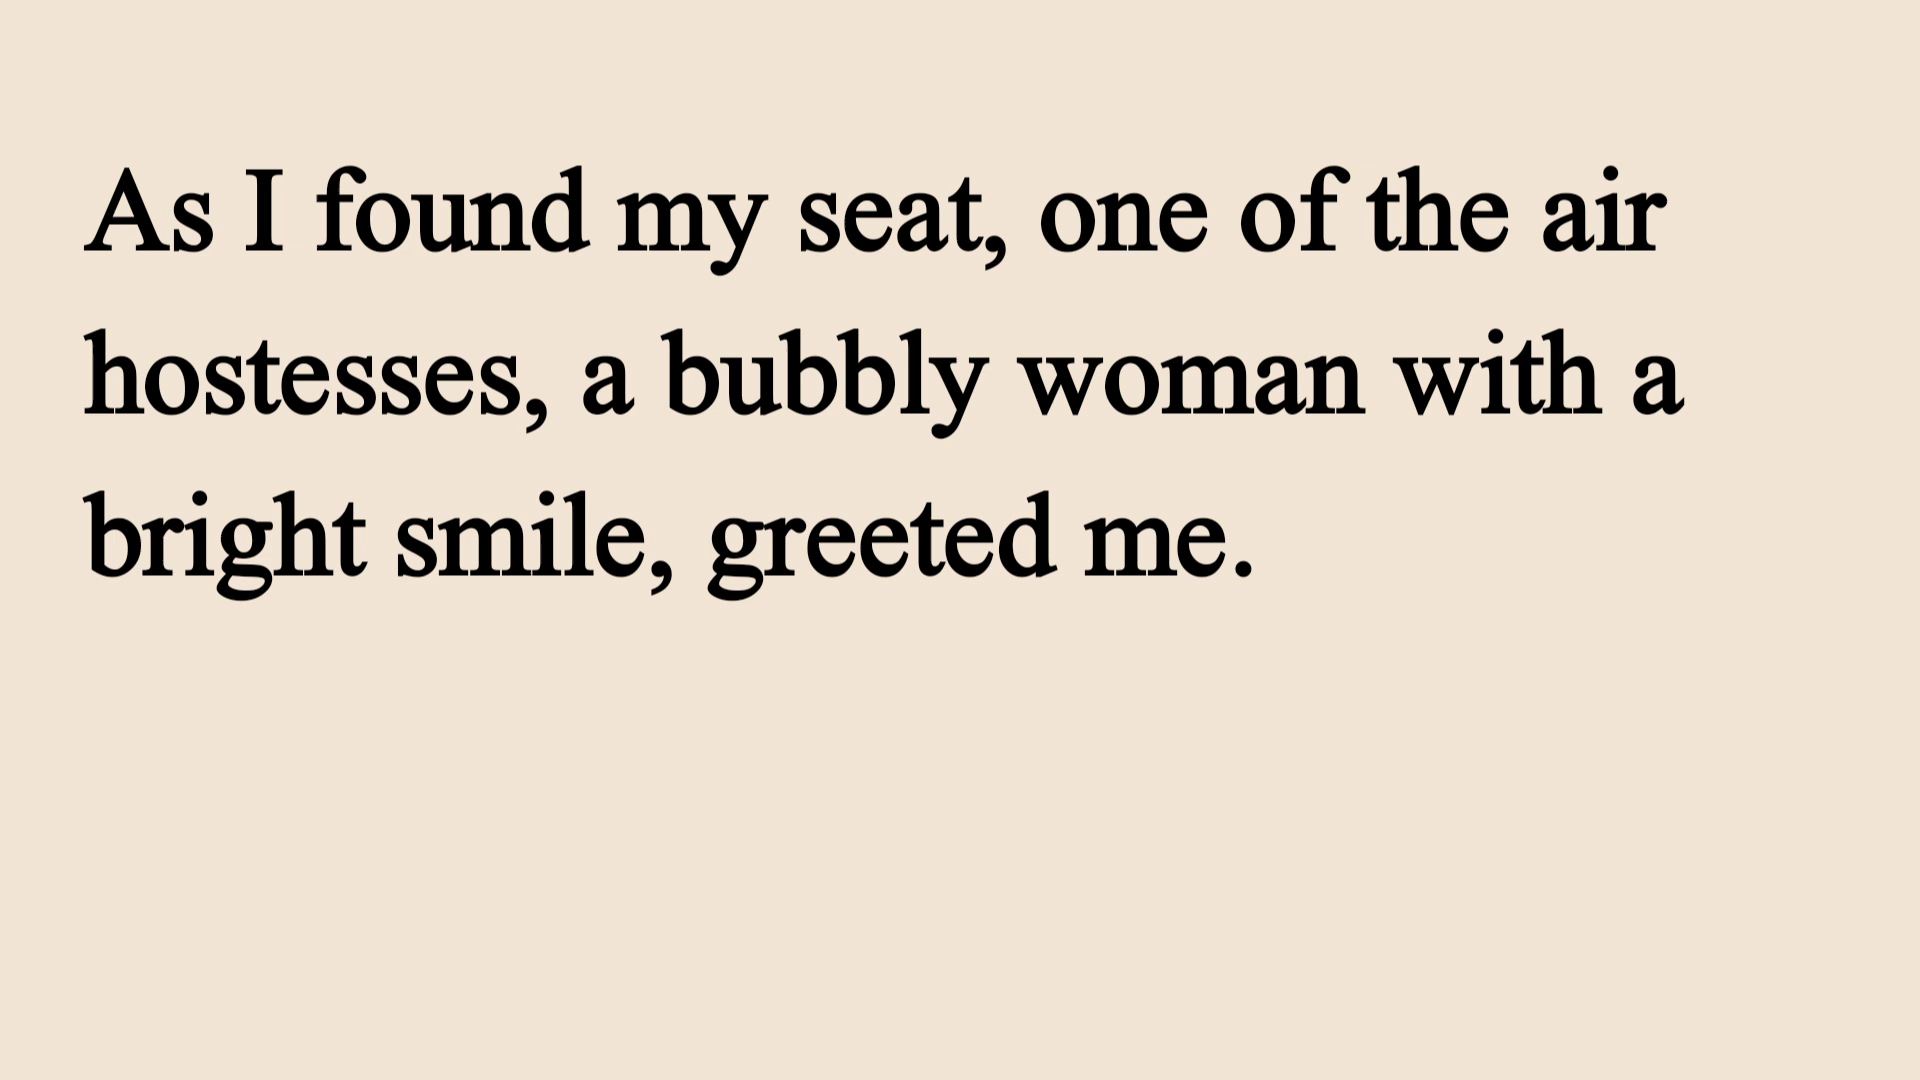 As I found my seat, one of the air
hostesses, a bubbly woman with a
bright smile, greeted me.